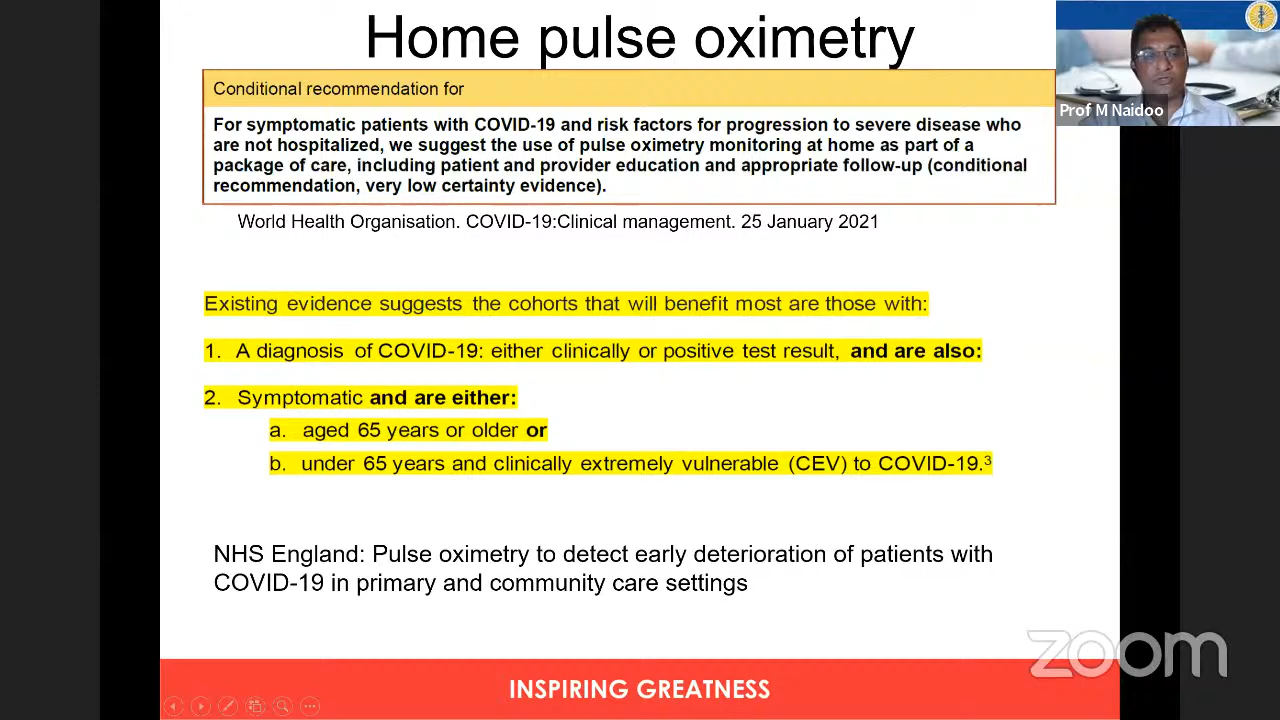 Home pulse oximetry
Conditional recommendation for
For symptomatic patients with COVID-19 and risk factors for progression to severe disease who
are not hospitalized, we suggest the use of pulse oximetry monitoring at home as part of a
package of care, including patient and provider education and appropriate follow-up (conditional
recommendation, very low certainty evidence).
World Health Organisation. COVID-19:Clinical management. 25 January 2021
Prof M Naidoo
Existing evidence suggests the cohorts that will benefit most are those with:
1. A diagnosis of COVID-19: either clinically or positive test result, and are also:
2. Symptomatic and are either:
a. aged 65 years or older or
b. under 65 years and clinically extremely vulnerable (CEV) to COVID-19.³
NHS England: Pulse oximetry to detect early deterioration of patients with
COVID-19 in primary and community care settings
zoom
INSPIRING GREATNESS